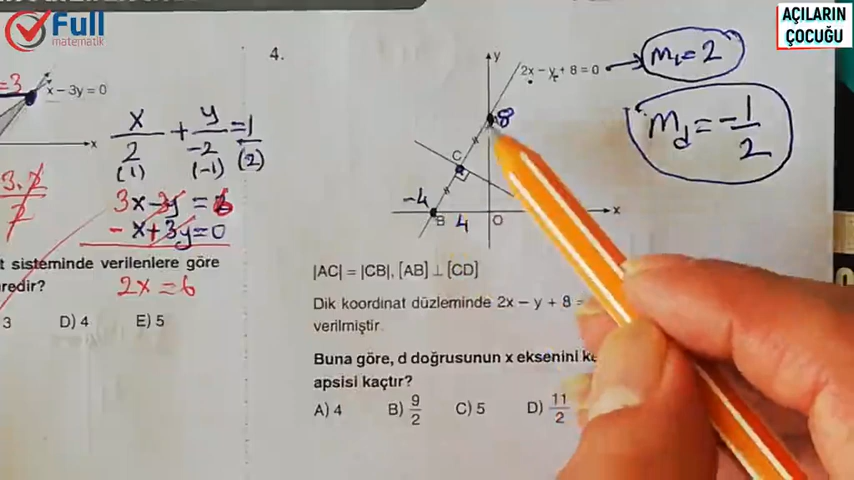 Full
matematik
AÇILARIN
ÇOCUĞU
=3
x − 3y = 0
x
x/2 + y/-2 = 1
(1) (-1) (2)
3x-3y = 6
- x+3y=0
2x = 6
t sisteminde verilenlere göre
redir?
3 D) 4 E) 5
4.
y
2x − y + 8 = 0
m₁=2
m_d = -1/2
8
C
-4
B 4 O x
|AC| = |CB|, [AB] ⊥ [CD]
Dik koordinat düzleminde 2x − y + 8 =
verilmiştir.
Buna göre, d doğrusunun x eksenini
apsisi kaçtır?
A) 4 B) 9/2 C) 5 D) 11/2